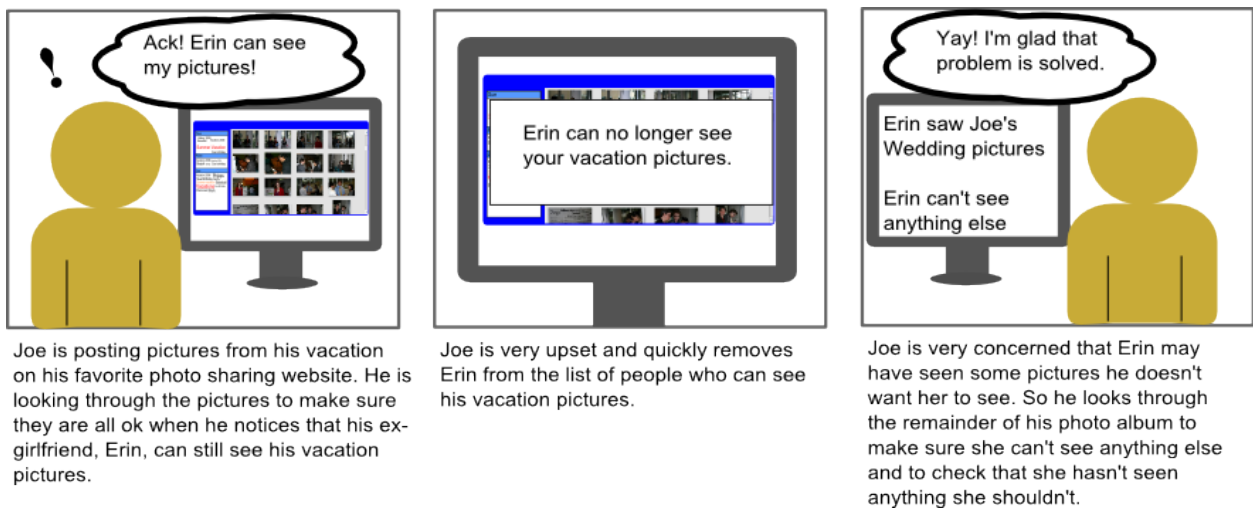 Ack! Erin can see
my pictures!
Joe is posting pictures from his vacation
on his favorite photo sharing website. He is
looking through the pictures to make sure
they are all ok when he notices that his ex-
girlfriend, Erin, can still see his vacation
pictures.
Erin can no longer see
your vacation pictures.
Joe is very upset and quickly removes
Erin from the list of people who can see
his vacation pictures.
Yay! I'm glad that
problem is solved.
Erin saw Joe's
Wedding pictures
Erin can't see
anything else
Joe is very concerned that Erin may
have seen some pictures he doesn't
want her to see. So he looks through
the remainder of his photo album to
make sure she can't see anything else
and to check that she hasn't seen
anything she shouldn't.